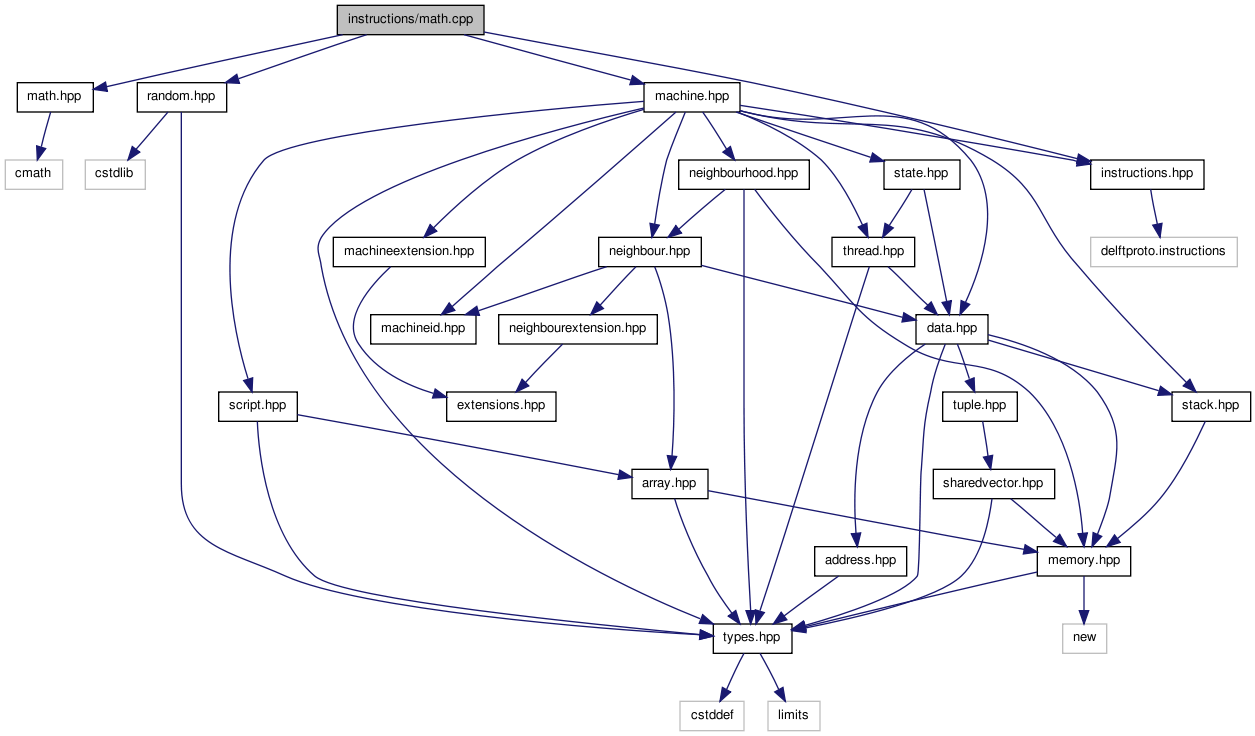 instructions/math.cpp
math.hpp
random.hpp
machine.hpp
cmath
cstdlib
neighbourhood.hpp
state.hpp
instructions.hpp
machineextension.hpp
neighbour.hpp
thread.hpp
delftproto.instructions
machineid.hpp
neighbourextension.hpp
data.hpp
script.hpp
extensions.hpp
tuple.hpp
stack.hpp
array.hpp
sharedvector.hpp
address.hpp
memory.hpp
types.hpp
new
cstddef
limits